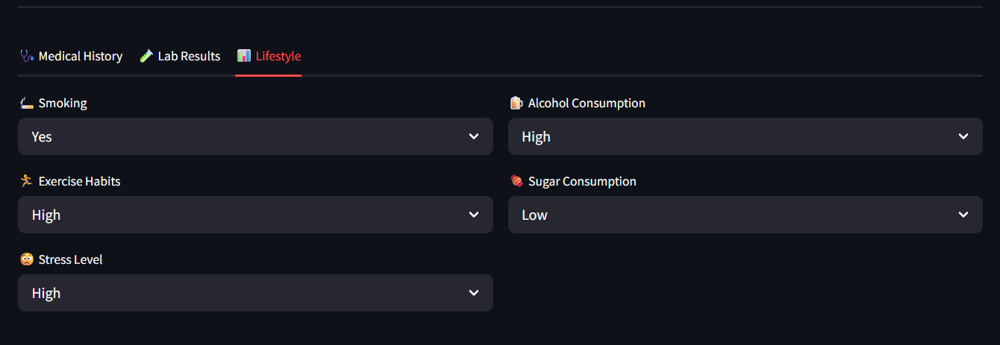 Medical History Lab Results Lifestyle
Smoking
Yes
Alcohol Consumption
High
Exercise Habits
High
Sugar Consumption
Low
Stress Level
High